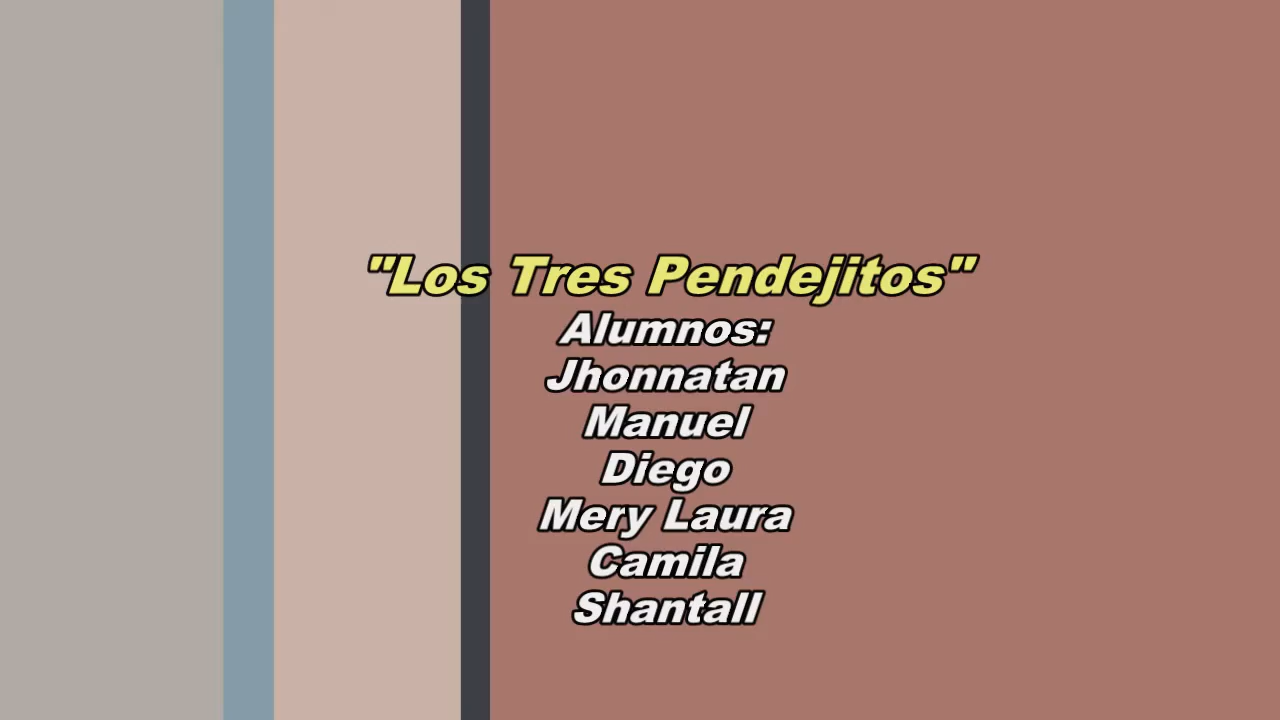 "Los Tres Pendejitos"
Alumnos:
Jhonnatan
Manuel
Diego
Mery Laura
Camila
Shantall